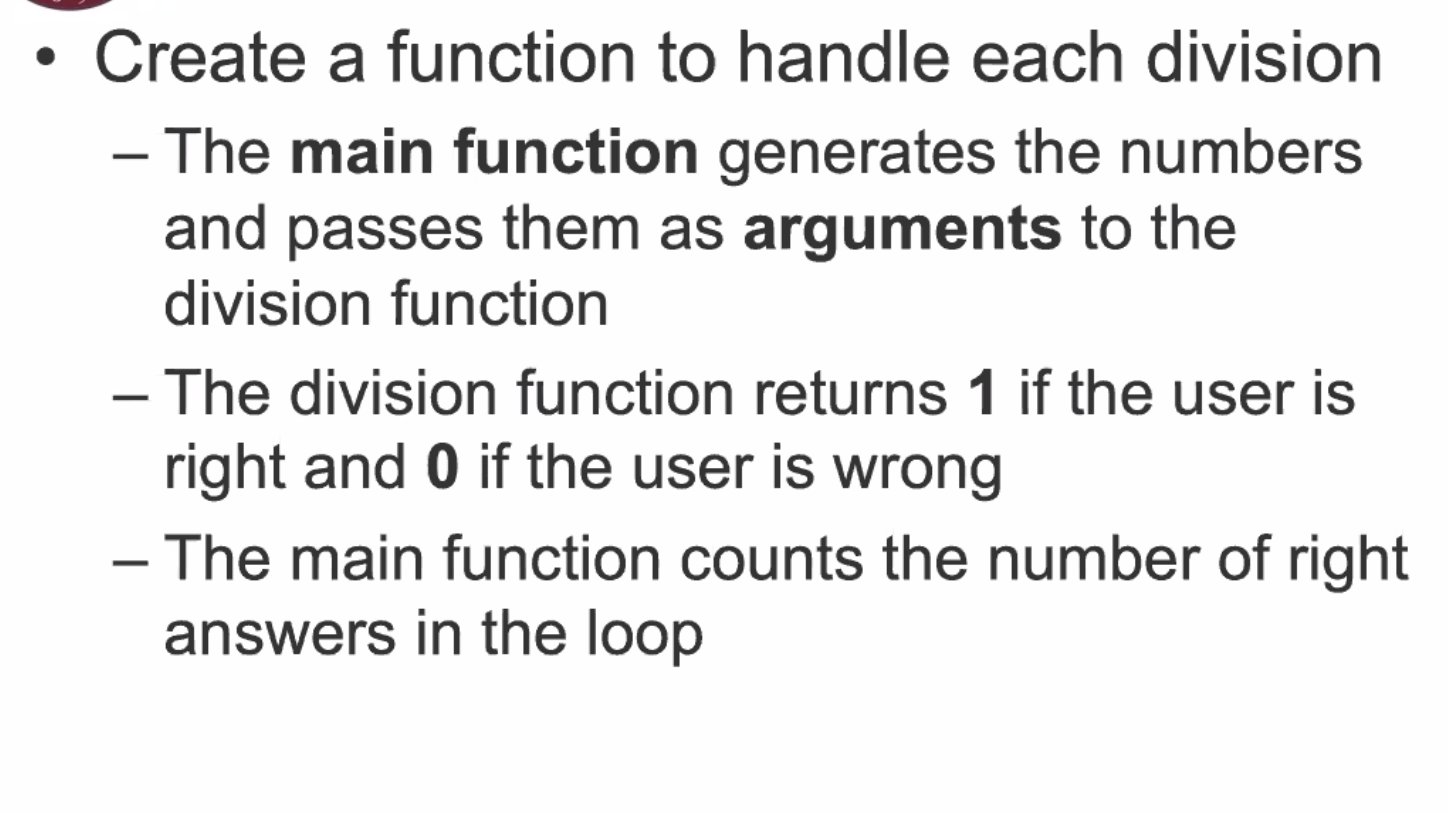 • Create a function to handle each division
– The main function generates the numbers
and passes them as arguments to the
division function
– The division function returns 1 if the user is
right and 0 if the user is wrong
– The main function counts the number of right
answers in the loop